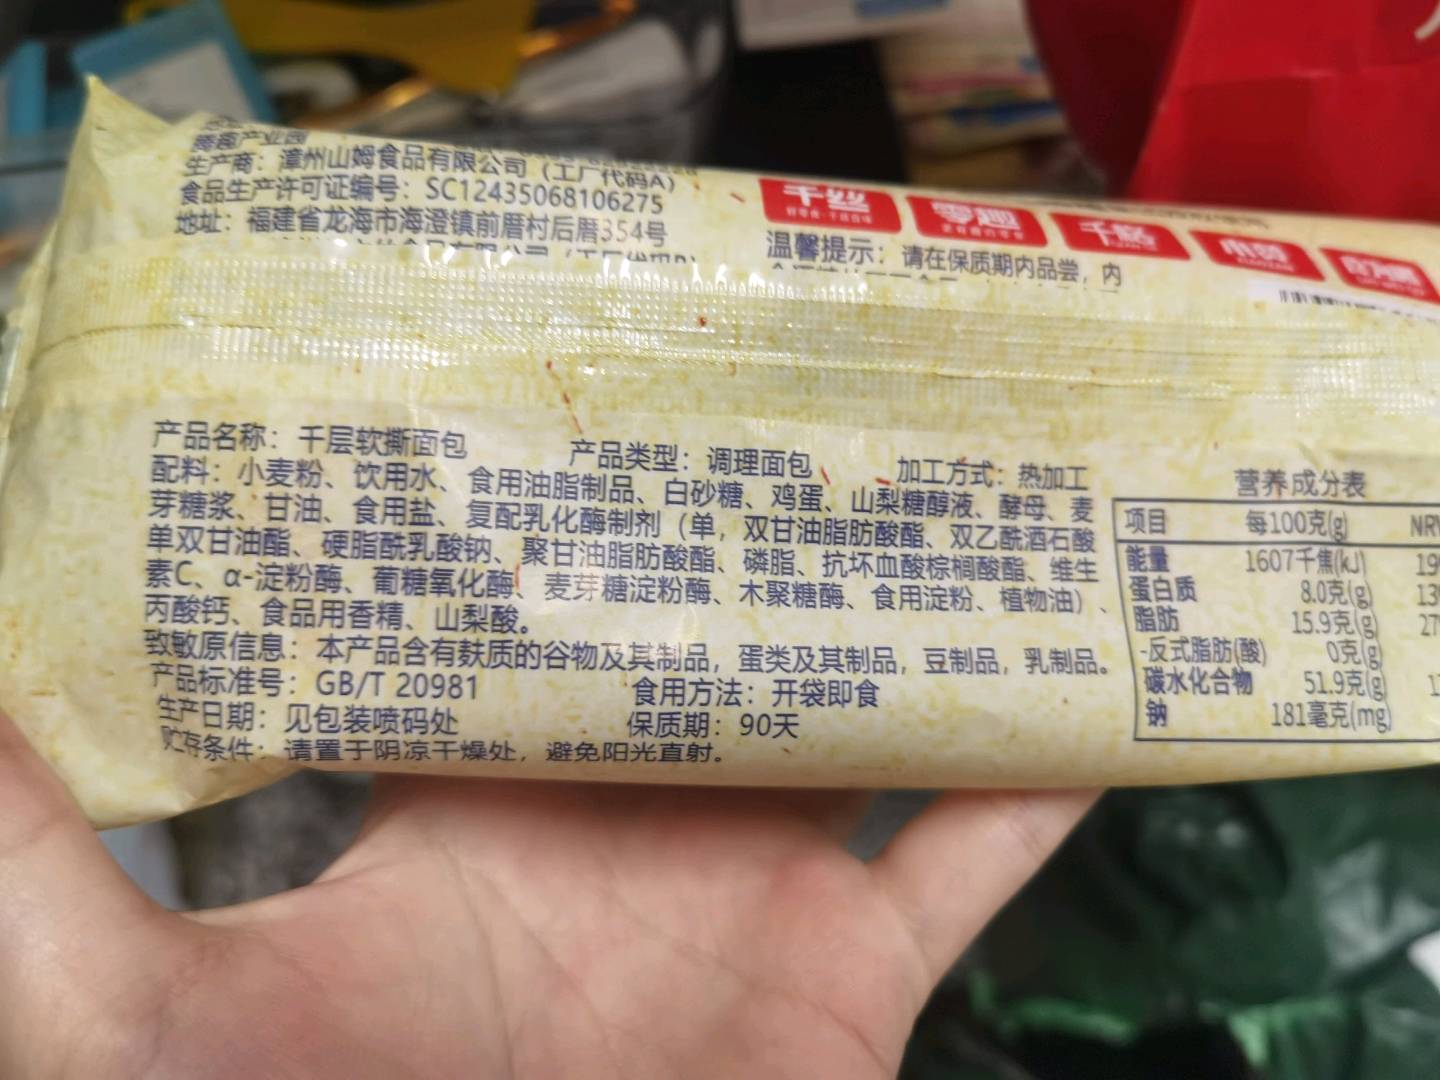 腾趣产业园
生产商：漳州山姆食品有限公司（工厂代码A）
食品生产许可证编号：SC12435068106275
地址：福建省龙海市海澄镇前厝村后厝354号
千丝
零趣
温馨提示：请在保质期内品尝，内
产品名称：千层软撕面包 产品类型：调理面包 加工方式：热加工
配料：小麦粉、饮用水、食用油脂制品、白砂糖、鸡蛋、山梨糖醇液、酵母、麦
芽糖浆、甘油、食用盐、复配乳化酶制剂（单，双甘油脂肪酸酯、双乙酰酒石酸
单双甘油酯、硬脂酰乳酸钠、聚甘油脂肪酸酯、磷脂、抗坏血酸棕榈酸酯、维生
素C、α-淀粉酶、葡糖氧化酶、麦芽糖淀粉酶、木聚糖酶、食用淀粉、植物油）、
丙酸钙、食品用香精、山梨酸。
致敏原信息：本产品含有麸质的谷物及其制品，蛋类及其制品，豆制品，乳制品。
产品标准号：GB/T 20981 食用方法：开袋即食
生产日期：见包装喷码处 保质期：90天
贮存条件：请置于阴凉干燥处，避免阳光直射。
营养成分表
项目 每100克(g) NRV
能量 1607千焦(kJ) 19
蛋白质 8.0克(g) 13
脂肪 15.9克(g) 27
-反式脂肪(酸) 0克(g)
碳水化合物 51.9克(g)
钠 181毫克(mg)